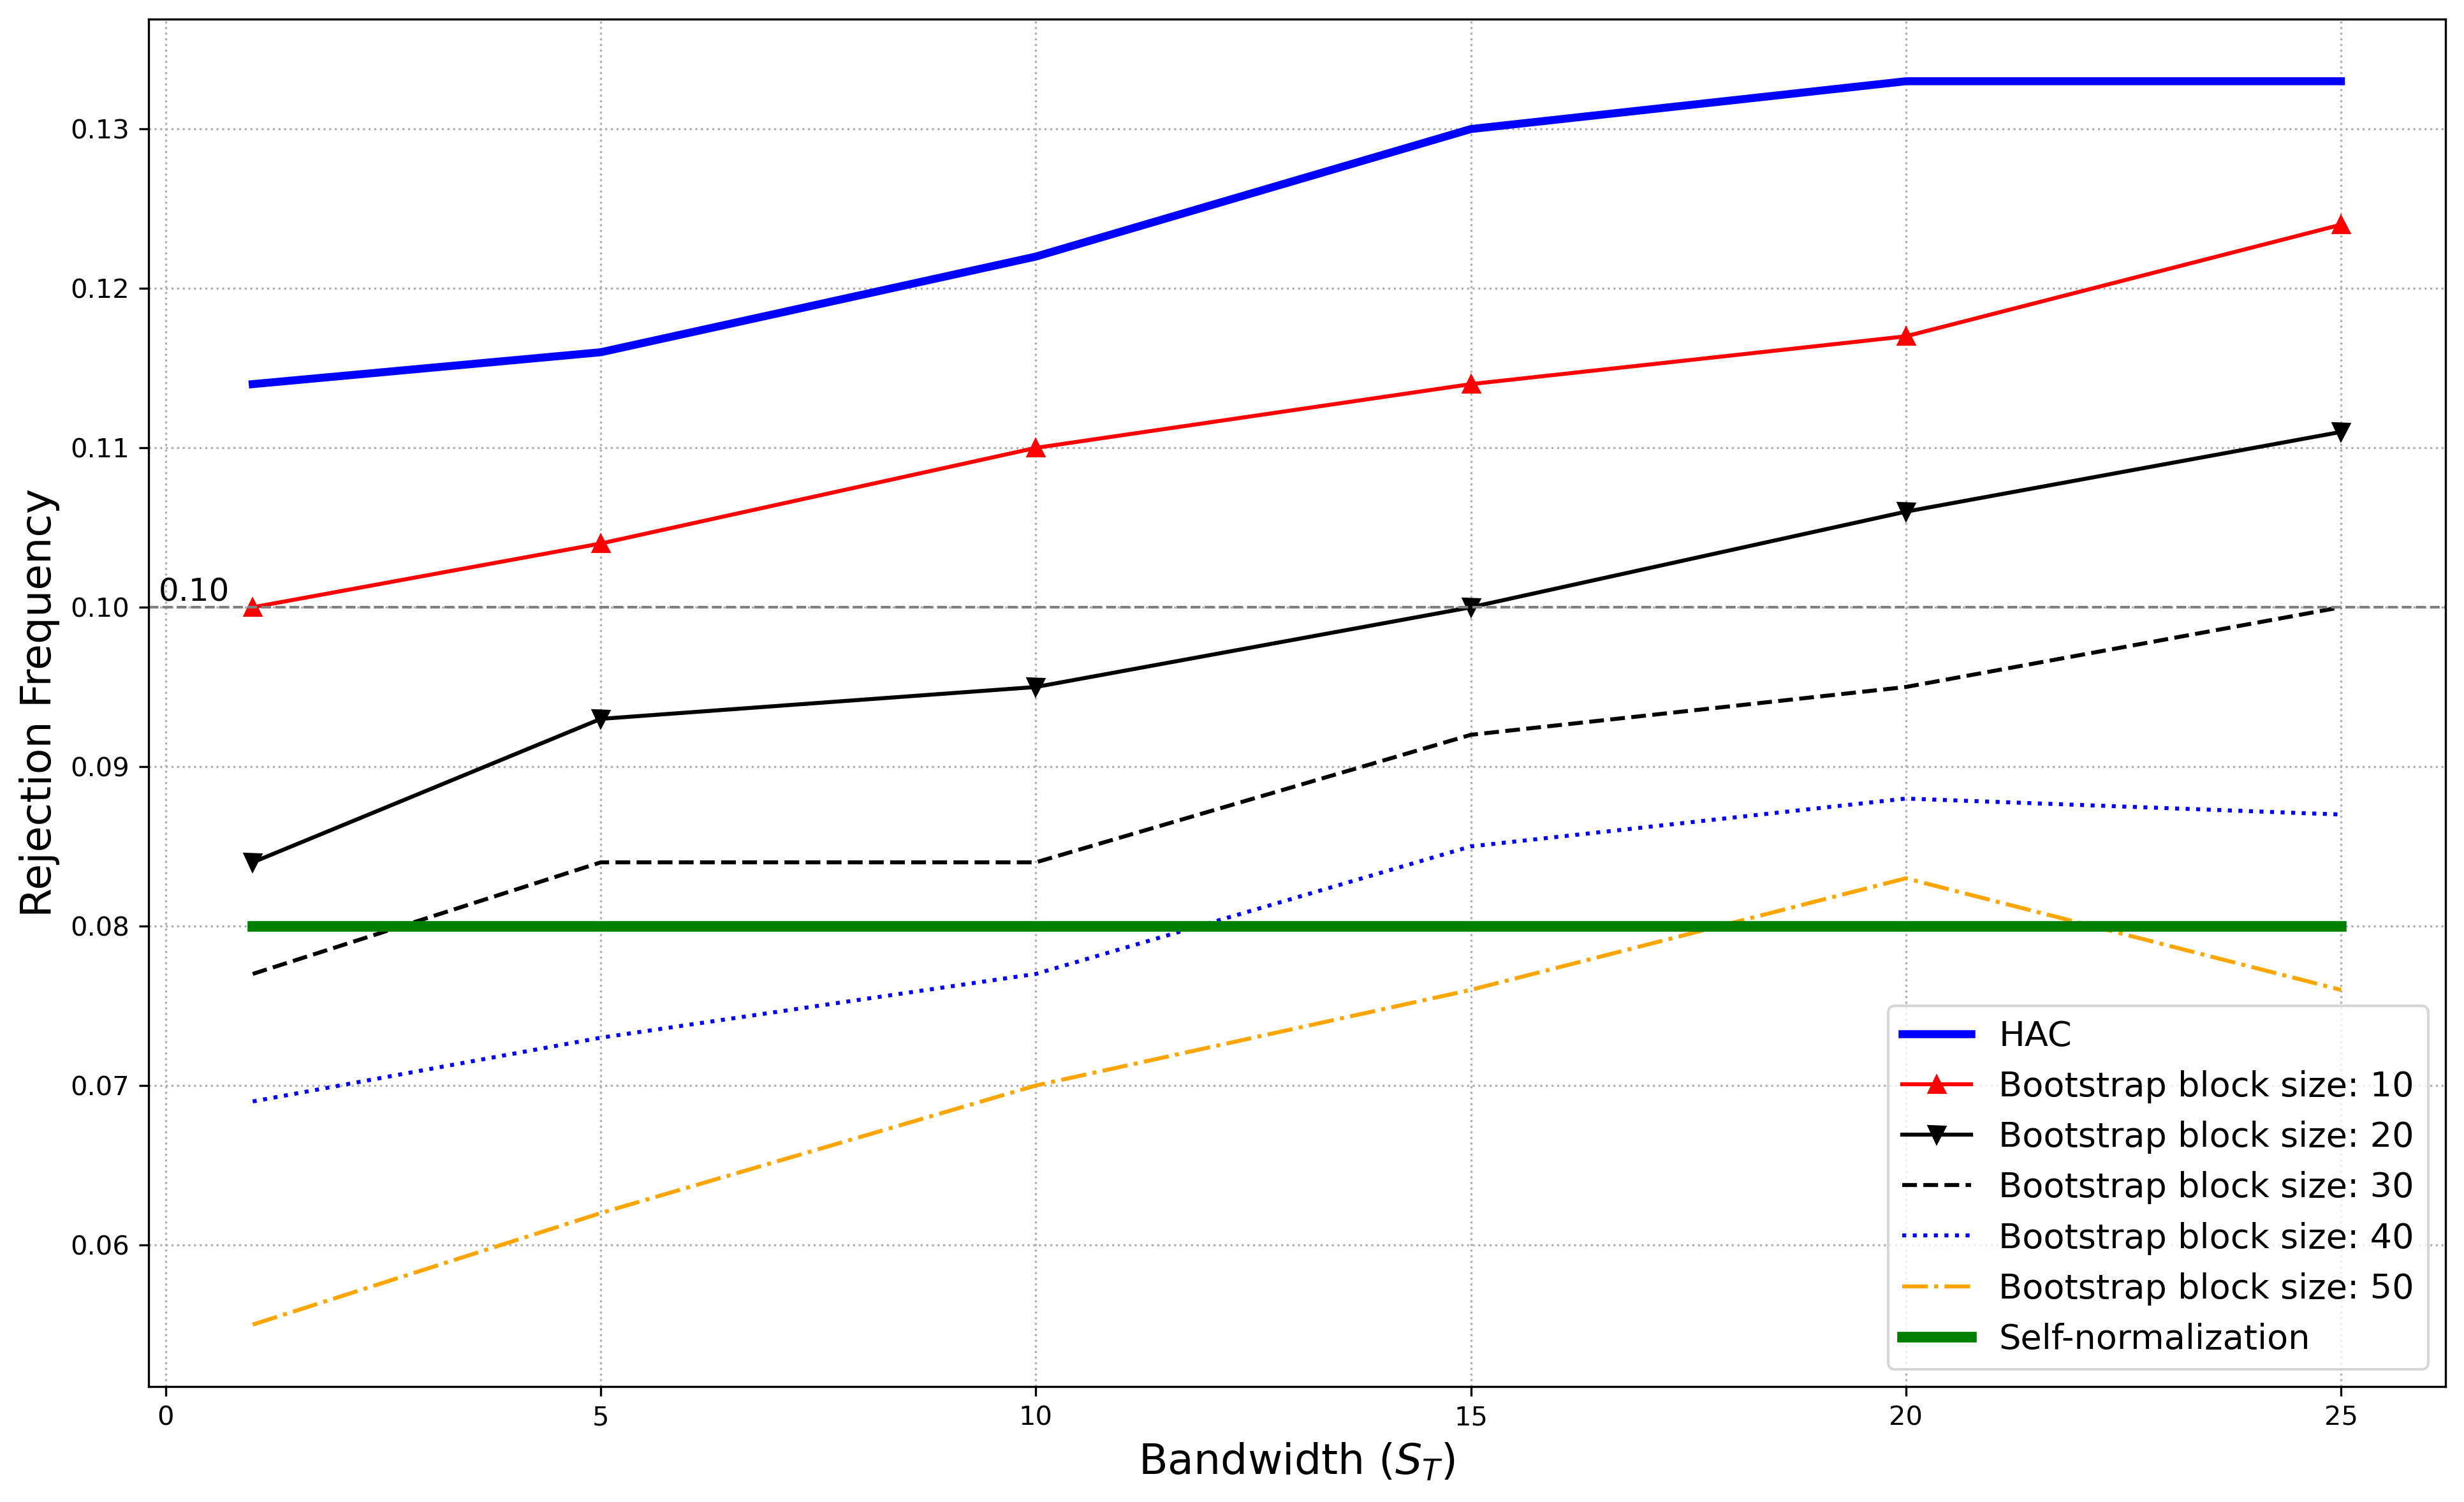 0.13
0.12
0.11
0.10
0.10
0.09
0.08
0.07
0.06
Rejection Frequency
HAC
Bootstrap block size: 10
Bootstrap block size: 20
Bootstrap block size: 30
Bootstrap block size: 40
Bootstrap block size: 50
Self-normalization
0 5 10 15 20 25
Bandwidth ($S_T$)